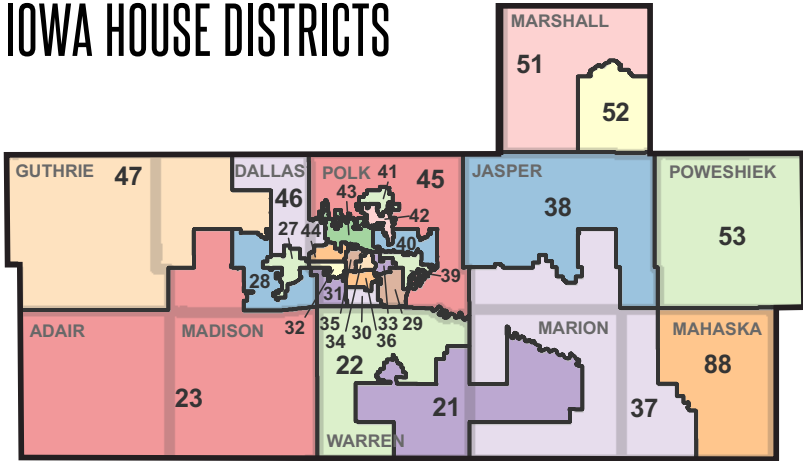 IOWA HOUSE DISTRICTS
MARSHALL
51
52
GUTHRIE 47
DALLAS
46
POLK 41
45
43
42
JASPER
38
POWESHIEK
53
27 44
40
28
39
31
32
35
33 29
34 30 36
ADAIR
MADISON
23
22
WARREN
21
MARION
37
MAHASKA
88